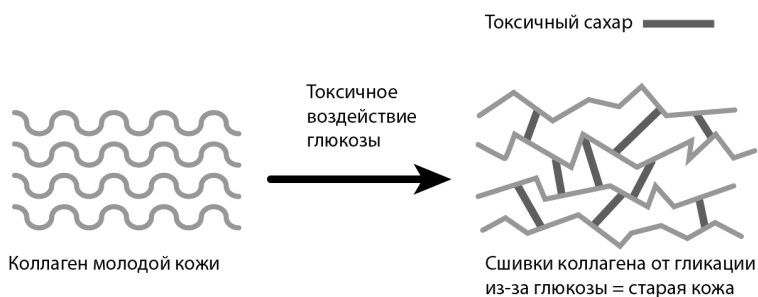 Токсичный сахар
Токсичное
воздействие
глюкозы
Коллаген молодой кожи
Сшивки коллагена от гликации
из-за глюкозы = старая кожа